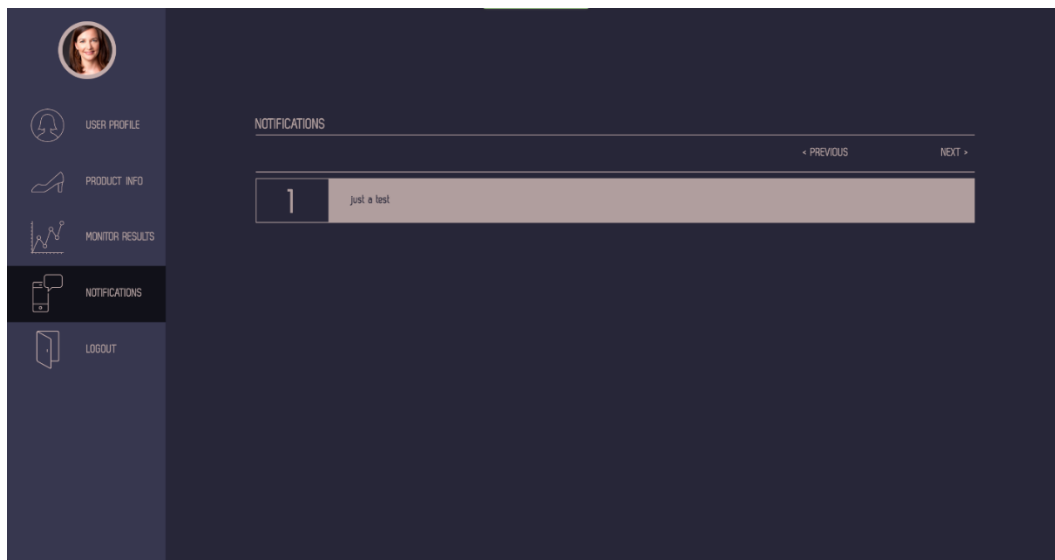 USER PROFILE
PRODUCT INFO
MONITOR RESULTS
NOTIFICATIONS
LOGOUT
NOTIFICATIONS
< PREVIOUS NEXT >
1 just a test